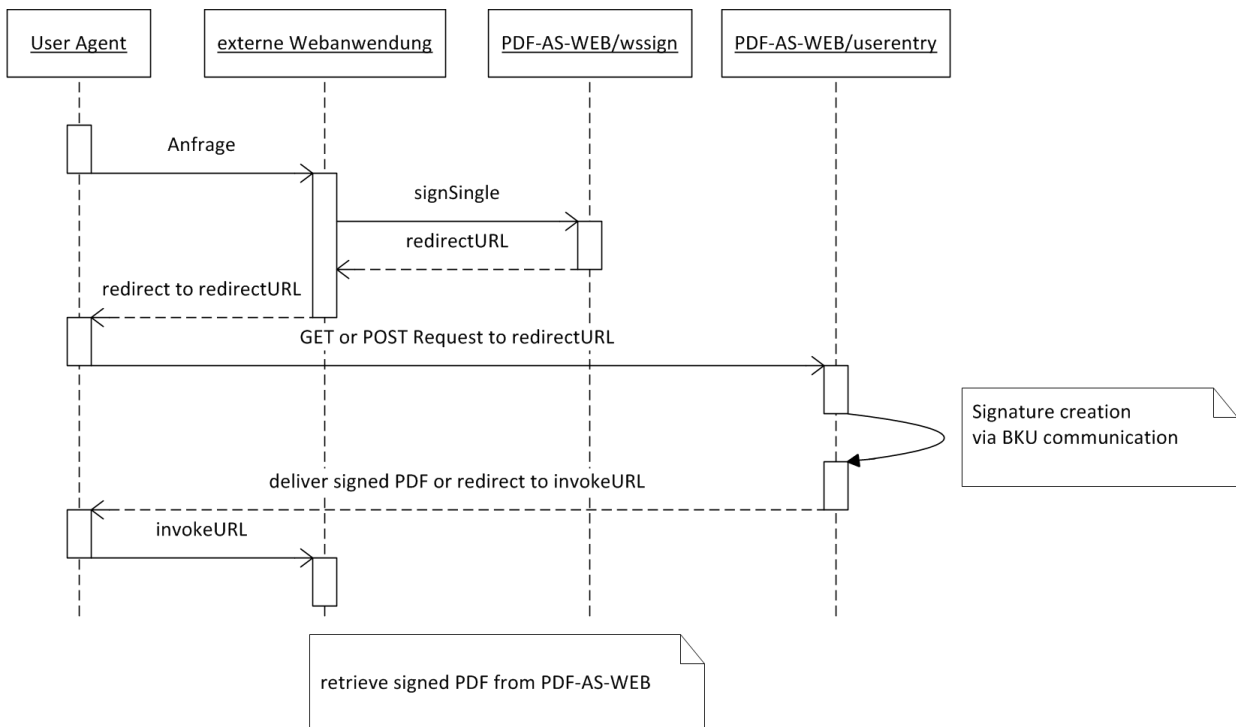 User Agent
externe Webanwendung
PDF-AS-WEB/wssign
PDF-AS-WEB/userentry
Anfrage
signSingle
redirectURL
redirect to redirectURL
GET or POST Request to redirectURL
Signature creation
via BKU communication
deliver signed PDF or redirect to invokeURL
invokeURL
retrieve signed PDF from PDF-AS-WEB